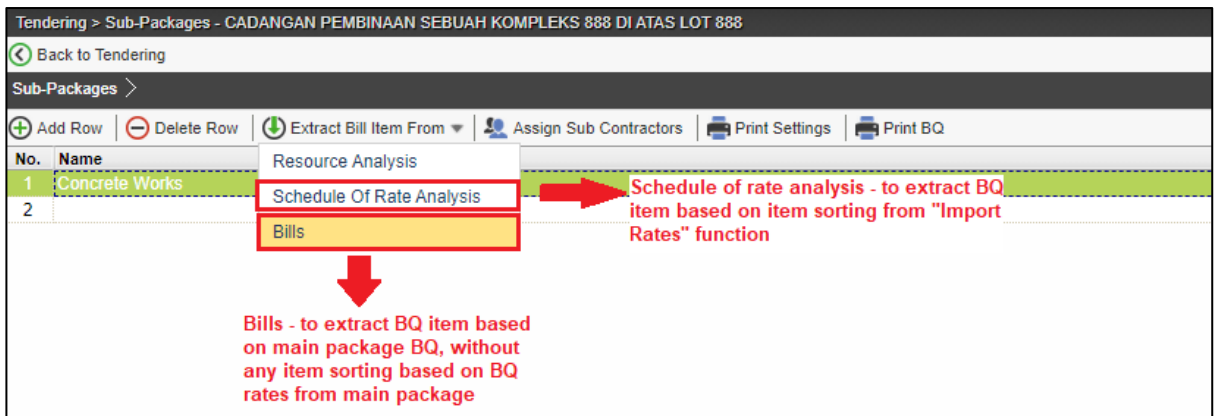 Tendering > Sub-Packages - CADANGAN PEMBINAAN SEBUAH KOMPLEKS 888 DI ATAS LOT 888
Back to Tendering
Sub-Packages >
Add Row Delete Row Extract Bill Item From Assign Sub Contractors Print Settings Print BQ
No. Name
Resource Analysis
1 Concrete Works
Schedule Of Rate Analysis
2
Bills
Schedule of rate analysis - to extract BQ
item based on item sorting from "Import
Rates" function
Bills - to extract BQ item based
on main package BQ, without
any item sorting based on BQ
rates from main package